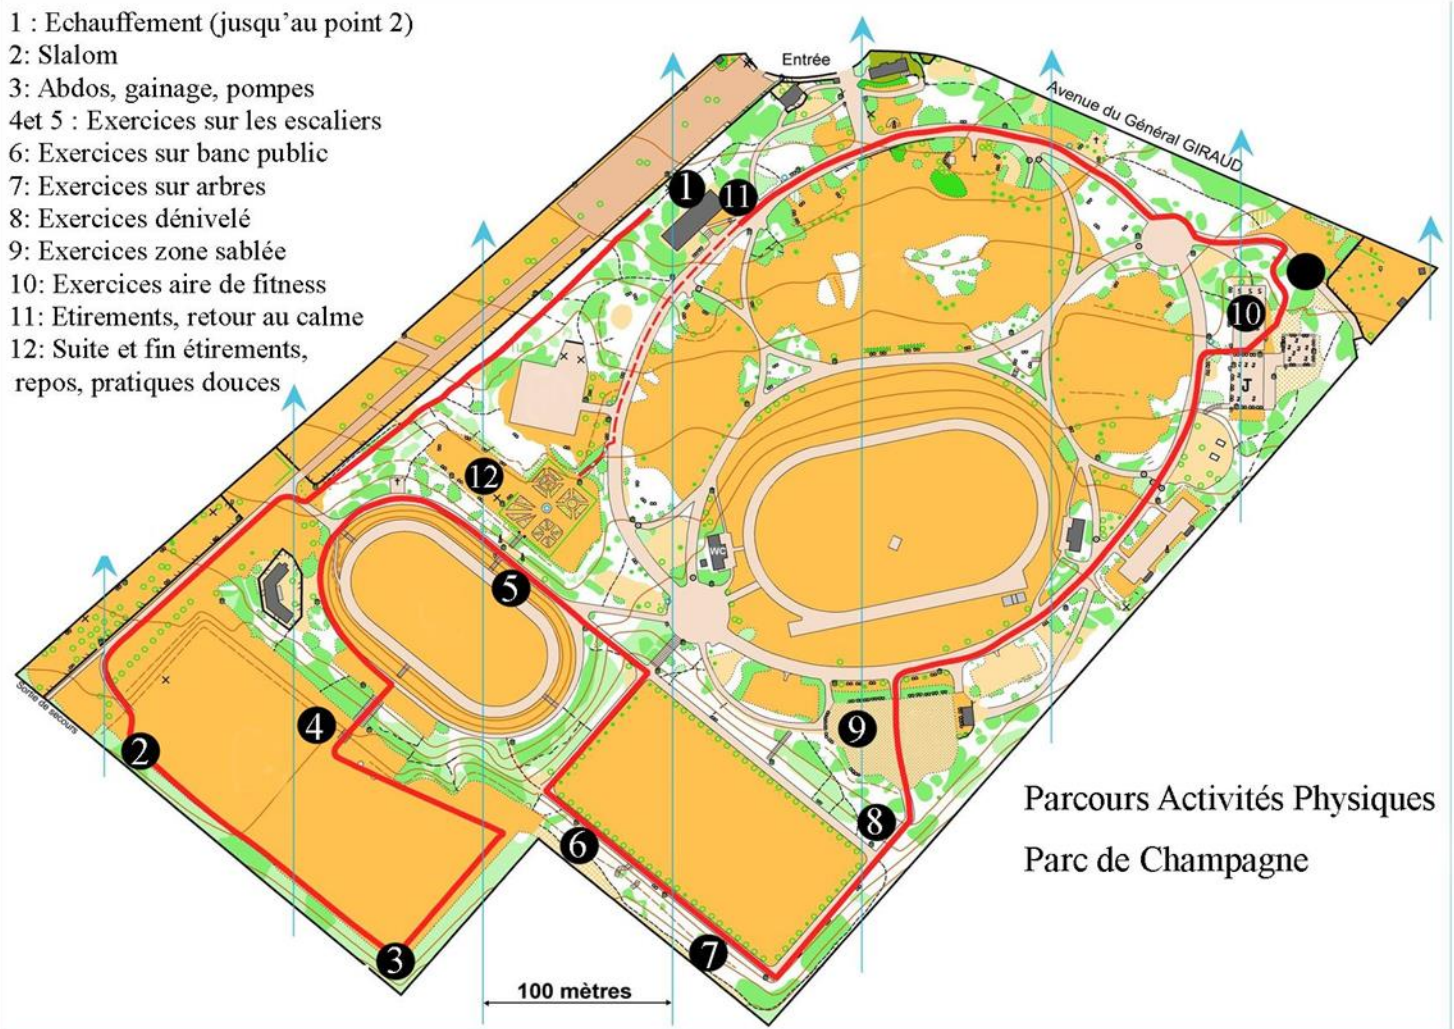 1 : Echauffement (jusqu’au point 2)
2: Slalom
3: Abdos, gainage, pompes
4et 5 : Exercices sur les escaliers
6: Exercices sur banc public
7: Exercices sur arbres
8: Exercices dénivelé
9: Exercices zone sablée
10: Exercices aire de fitness
11: Etirements, retour au calme
12: Suite et fin étirements,
repos, pratiques douces
Entrée
Avenue du Général GIRAUD
1
11
10
J
12
WC
5
4
Sortie de secours
2
9
8
6
7
3
100 mètres
Parcours Activités Physiques
Parc de Champagne